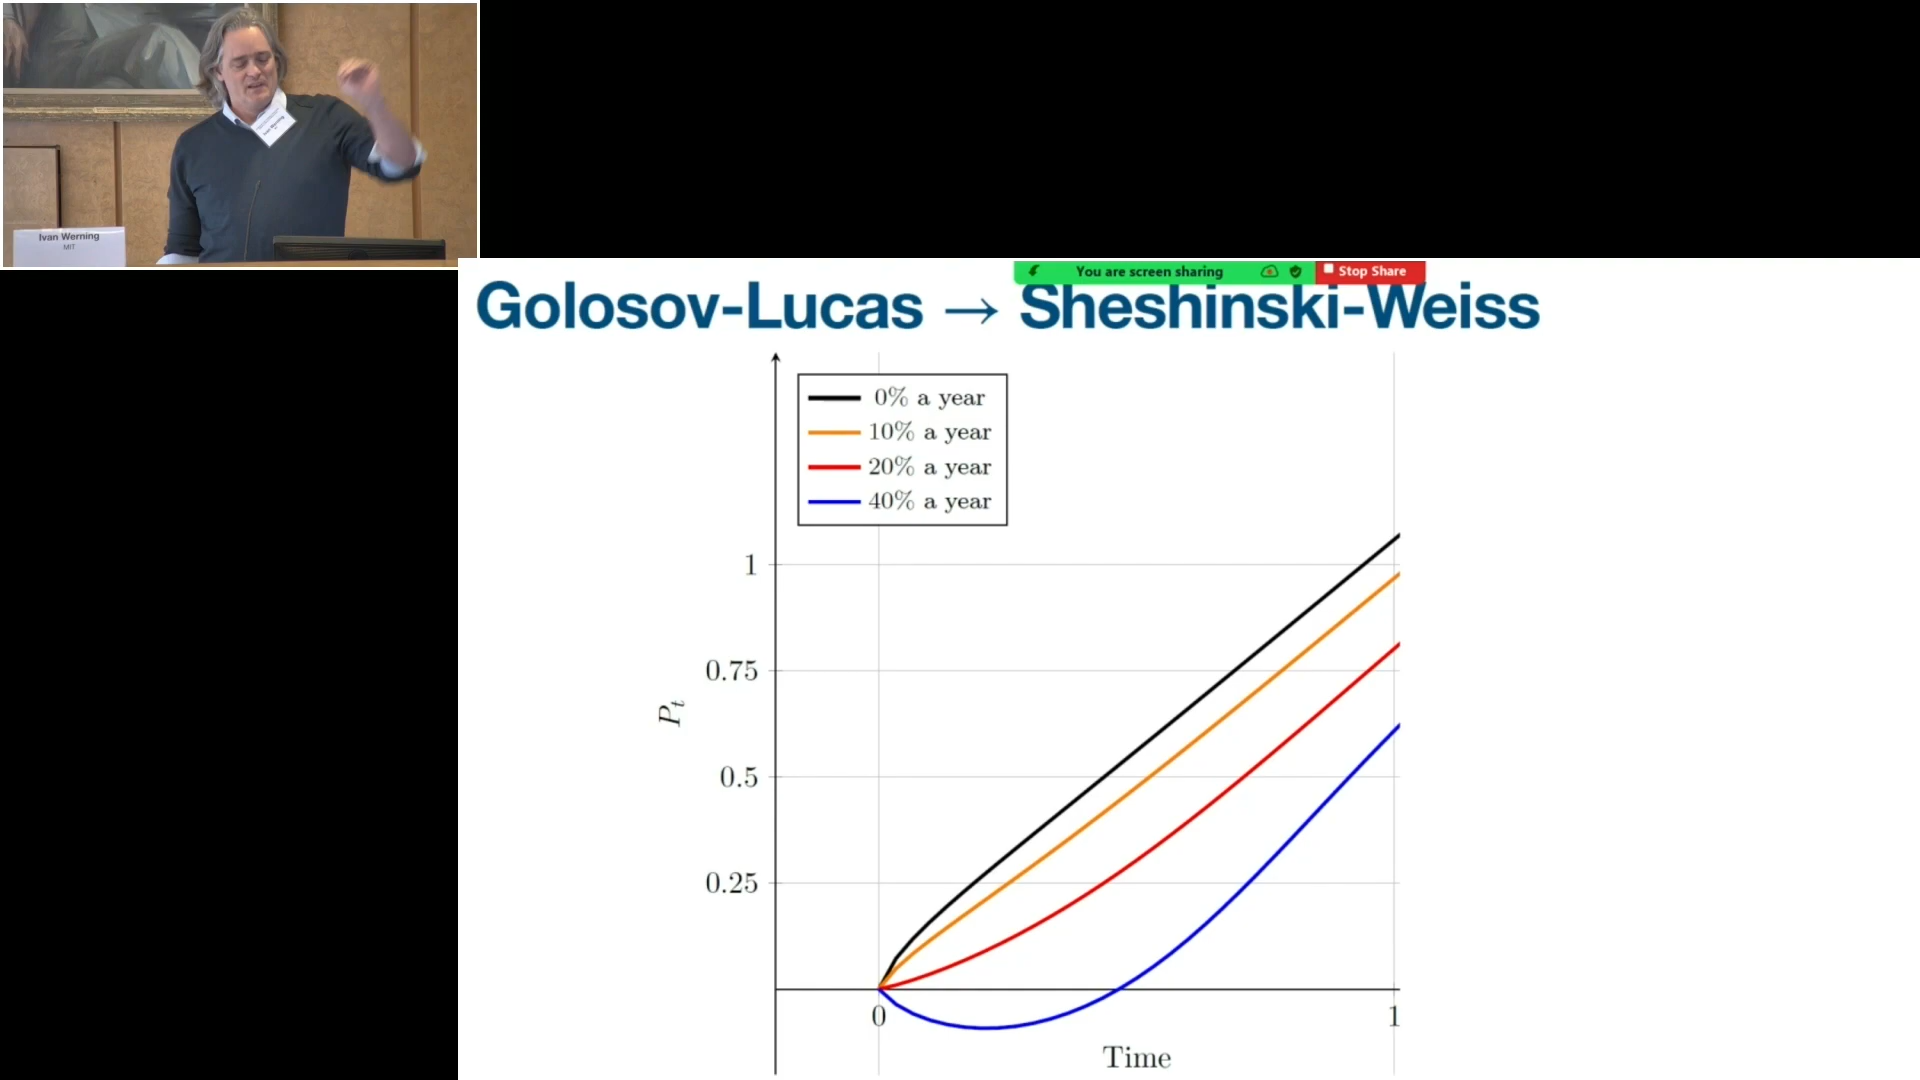 Ivan Werning
MIT
You are screen sharing
Stop Share
Golosov-Lucas → Sheshinski-Weiss
0% a year
10% a year
20% a year
40% a year
1
0.75
0.5
0.25
P_t
0
1
Time